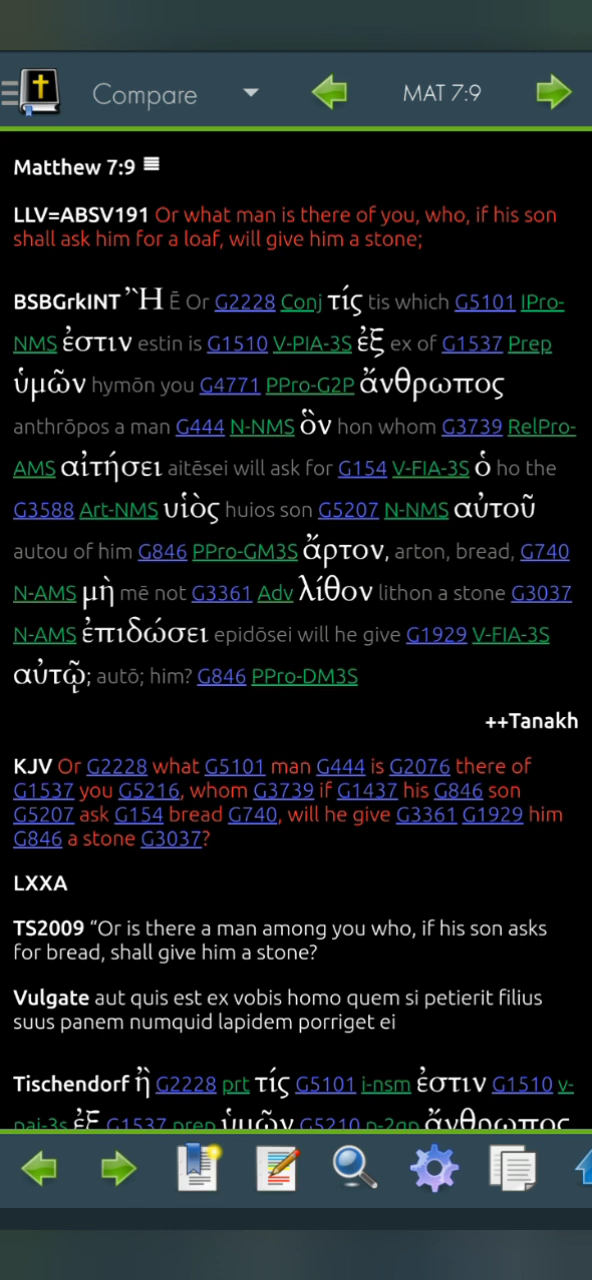 Compare MAT 7:9
Matthew 7:9
LLV=ABSV191 Or what man is there of you, who, if his son
shall ask him for a loaf, will give him a stone;
BSBGrkINT Ἢ Ē Or G2228 Conj τίς tis which G5101 IPro-
NMS ἐστιν estin is G1510 V-PIA-3S ἐξ ex of G1537 Prep
ὑμῶν hymōn you G4771 PPro-G2P ἄνθρωπος
anthrōpos a man G444 N-NMS ὃν hon whom G3739 RelPro-
AMS αἰτήσει aitēsei will ask for G154 V-FIA-3S ὁ ho the
G3588 Art-NMS υἱὸς huios son G5207 N-NMS αὐτοῦ
autou of him G846 PPro-GM3S ἄρτον, arton, bread, G740
N-AMS μὴ mē not G3361 Adv λίθον lithon a stone G3037
N-AMS ἐπιδώσει epidōsei will he give G1929 V-FIA-3S
αὐτῷ; autō; him? G846 PPro-DM3S
++Tanakh
KJV Or G2228 what G5101 man G444 is G2076 there of
G1537 you G5216, whom G3739 if G1437 his G846 son
G5207 ask G154 bread G740, will he give G3361 G1929 him
G846 a stone G3037?
LXXA
TS2009 “Or is there a man among you who, if his son asks
for bread, shall give him a stone?
Vulgate aut quis est ex vobis homo quem si petierit filius
suus panem numquid lapidem porriget ei
Tischendorf ἢ G2228 prt τίς G5101 i-nsm ἐστιν G1510 v-
pai-3s ἐξ G1537 prep ὑμῶν G5210 p-2gp ἄνθρωπος